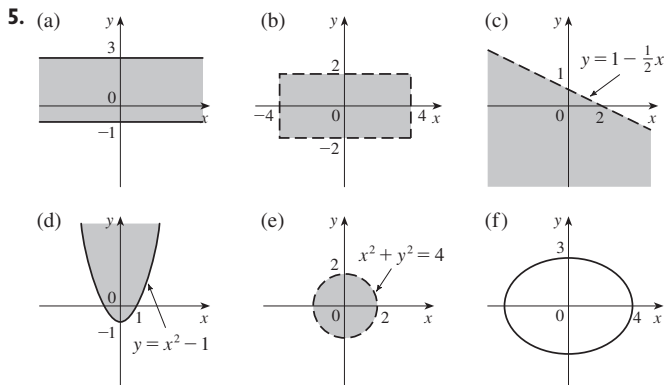 5. (a) (b) (c)
y y y
3 2 1 y = 1 − ½x
0 x −4 0 4 x 0 2 x
−1 −2
(d) (e) (f)
y y y
2 x² + y² = 4 3
0 1 x 0 2 x 0 4 x
−1 y = x² − 1